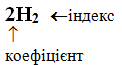 2H₂ ←індекс
↑
коефіцієнт